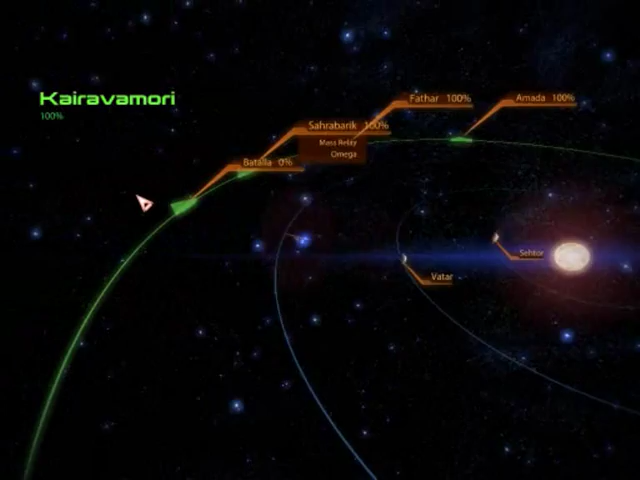 Kairavamori
100%
Fathar 100%
Amada 100%
Sahrabarik 100%
Mass Relay
Omega
Batalla 0%
Sehtor
Vatar